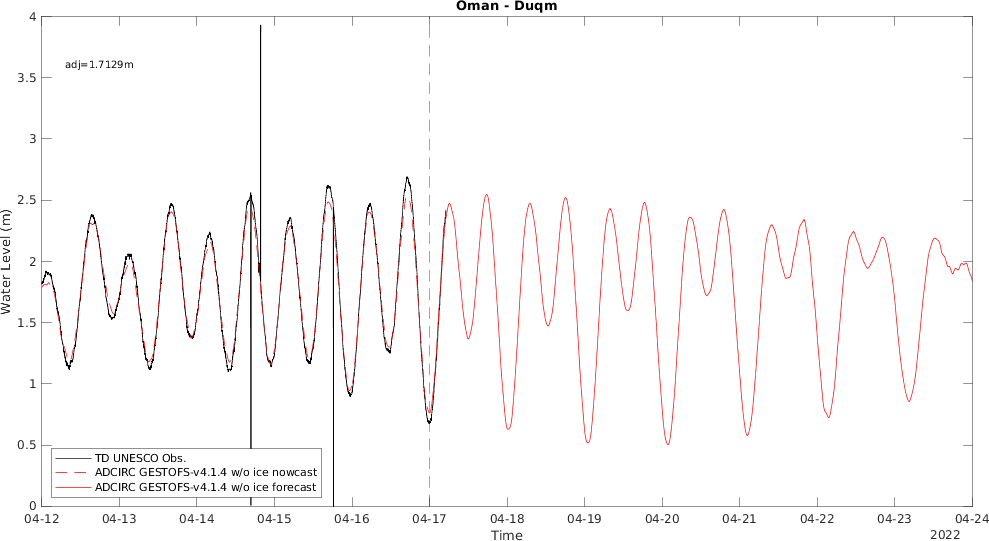 Oman - Duqm
4
3.5
3
2.5
2
1.5
1
0.5
0
Water Level (m)
adj=1.7129m
TD UNESCO Obs.
ADCIRC GESTOFS-v4.1.4 w/o ice nowcast
ADCIRC GESTOFS-v4.1.4 w/o ice forecast
04-12 04-13 04-14 04-15 04-16 04-17 04-18 04-19 04-20 04-21 04-22 04-23 04-24
Time
2022